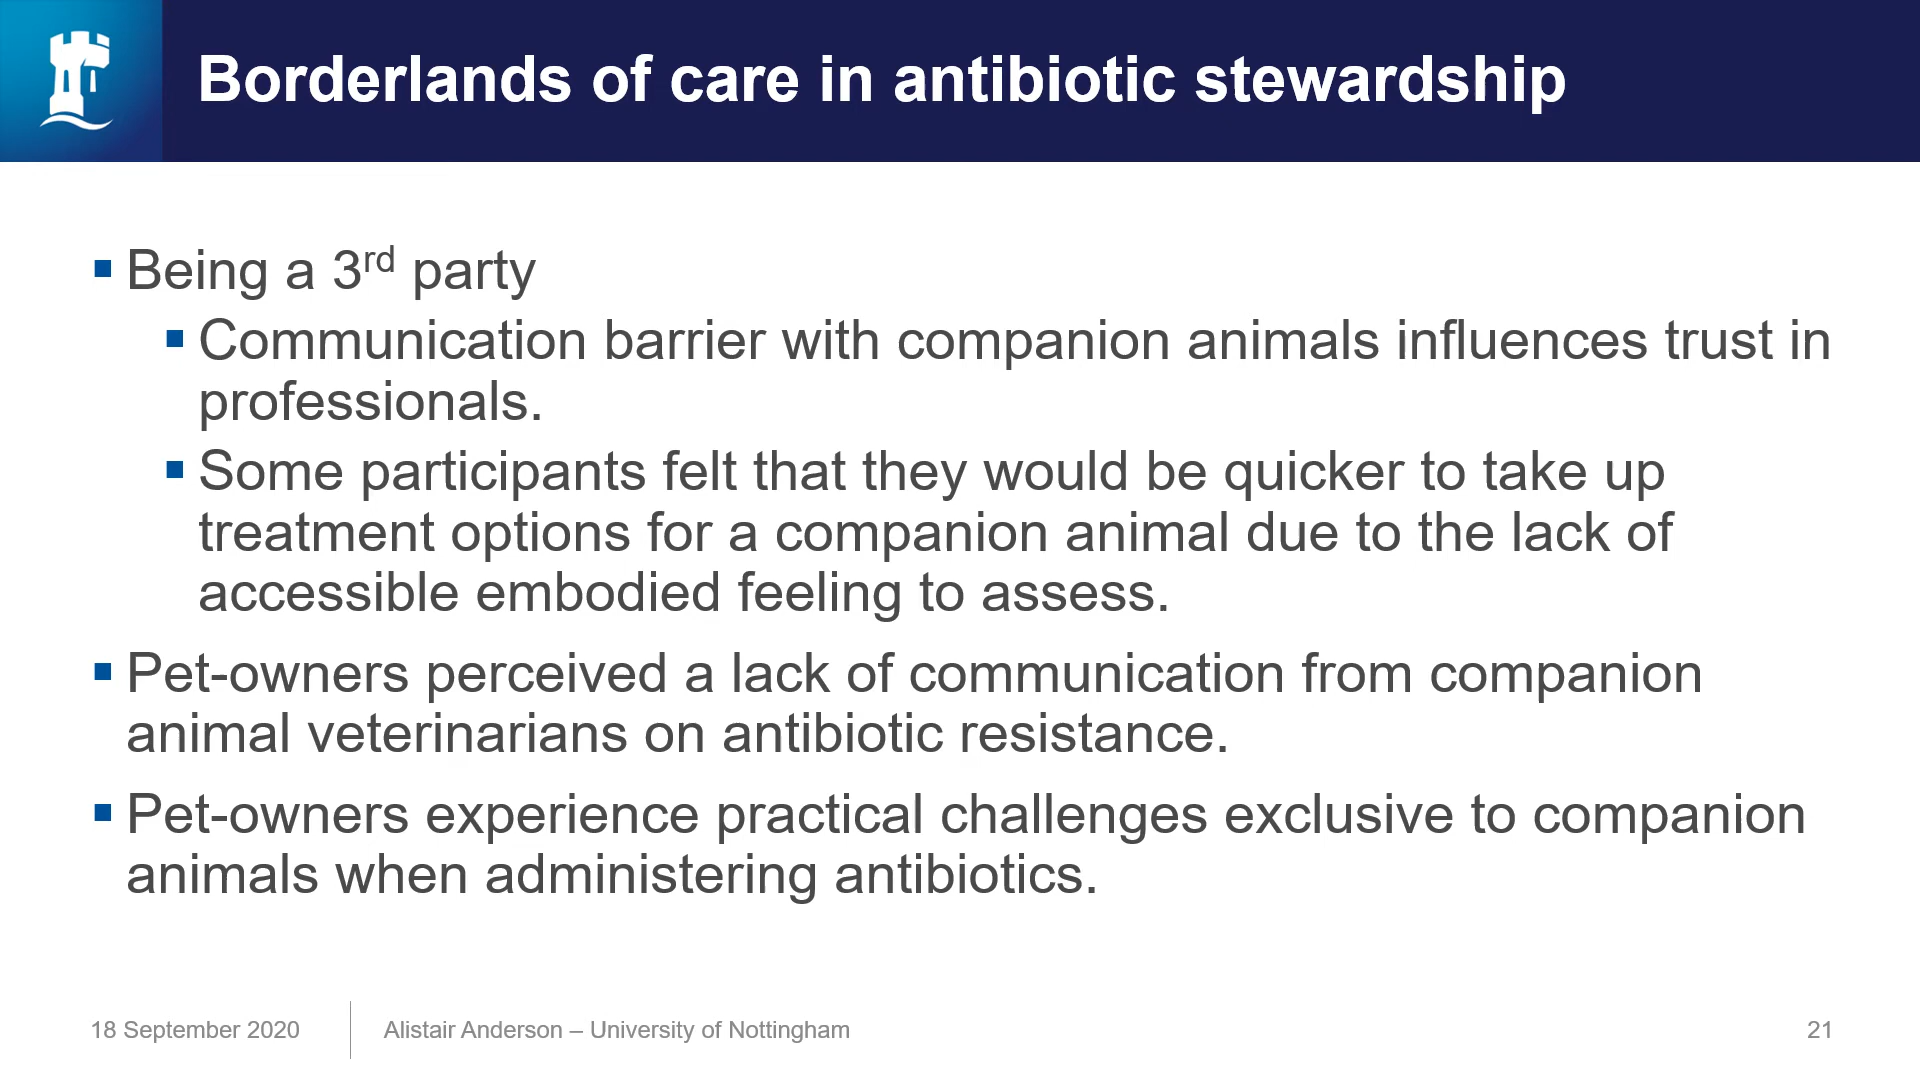 Borderlands of care in antibiotic stewardship
▪ Being a 3rd party
▪ Communication barrier with companion animals influences trust in
professionals.
▪ Some participants felt that they would be quicker to take up
treatment options for a companion animal due to the lack of
accessible embodied feeling to assess.
▪ Pet-owners perceived a lack of communication from companion
animal veterinarians on antibiotic resistance.
▪ Pet-owners experience practical challenges exclusive to companion
animals when administering antibiotics.
18 September 2020
Alistair Anderson – University of Nottingham
21